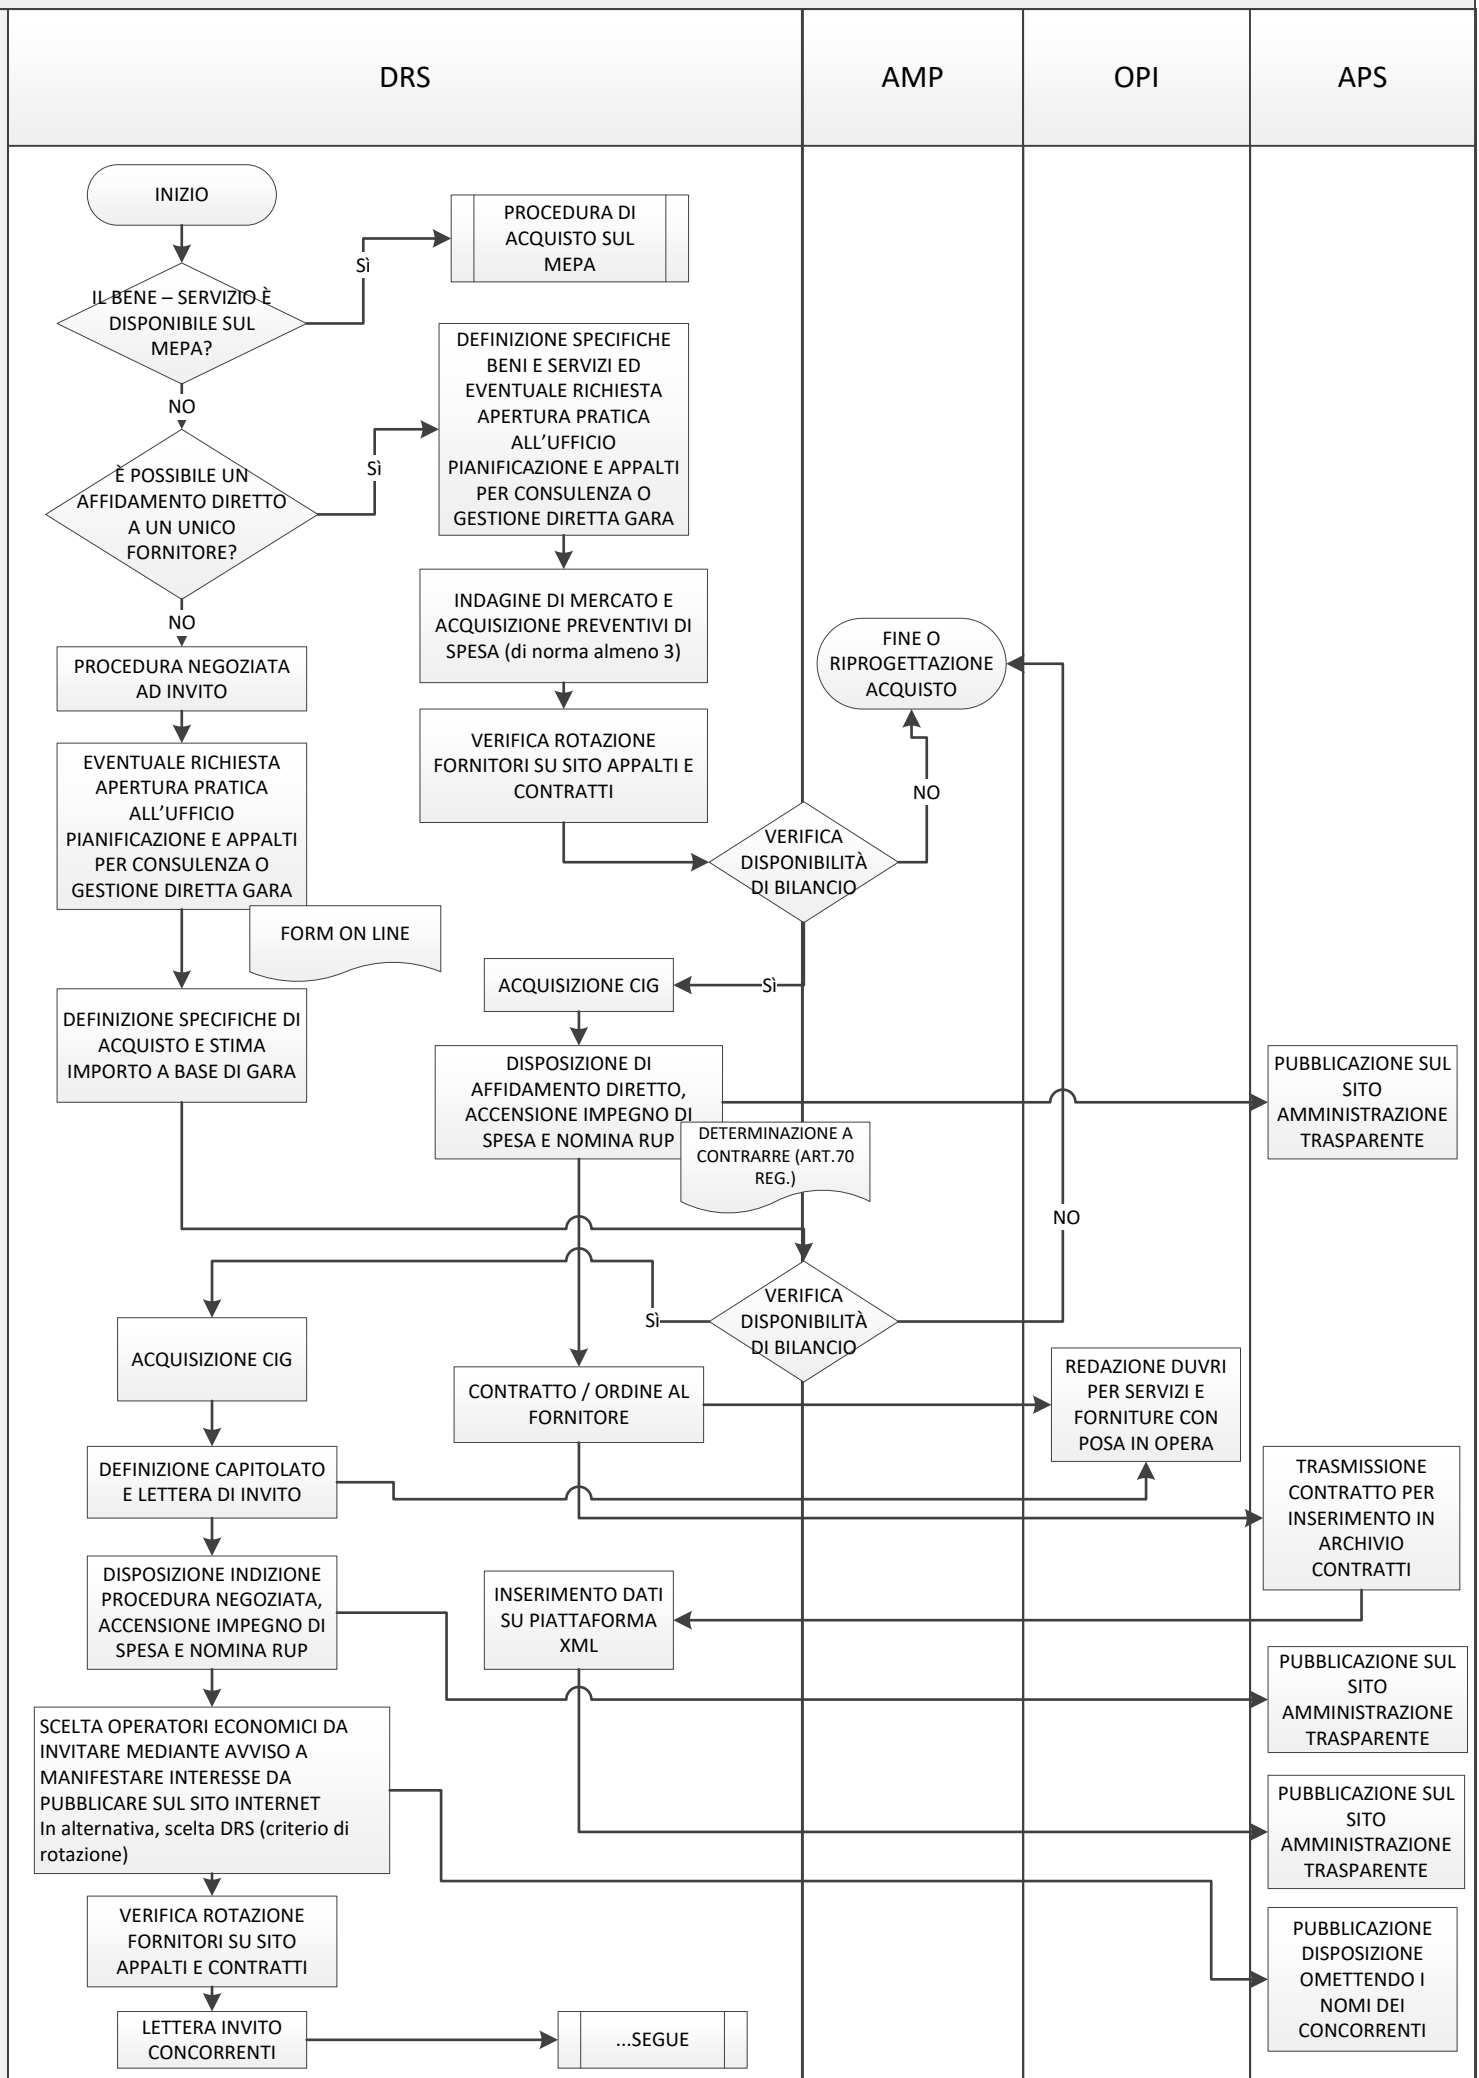 DRS
AMP
OPI
APS
INIZIO
PROCEDURA DI
ACQUISTO SUL
MEPA
Sì
IL BENE – SERVIZIO È
DISPONIBILE SUL
MEPA?
NO
DEFINIZIONE SPECIFICHE
BENI E SERVIZI ED
EVENTUALE RICHIESTA
APERTURA PRATICA
ALL’UFFICIO
PIANIFICAZIONE E APPALTI
PER CONSULENZA O
GESTIONE DIRETTA GARA
Sì
È POSSIBILE UN
AFFIDAMENTO DIRETTO
A UN UNICO
FORNITORE?
NO
INDAGINE DI MERCATO E
ACQUISIZIONE PREVENTIVI DI
SPESA (di norma almeno 3)
FINE O
RIPROGETTAZIONE
ACQUISTO
PROCEDURA NEGOZIATA
AD INVITO
VERIFICA ROTAZIONE
FORNITORI SU SITO APPALTI E
CONTRATTI
NO
EVENTUALE RICHIESTA
APERTURA PRATICA
ALL’UFFICIO
PIANIFICAZIONE E APPALTI
PER CONSULENZA O
GESTIONE DIRETTA GARA
VERIFICA
DISPONIBILITÀ
DI BILANCIO
FORM ON LINE
ACQUISIZIONE CIG
Sì
DEFINIZIONE SPECIFICHE DI
ACQUISTO E STIMA
IMPORTO A BASE DI GARA
DISPOSIZIONE DI
AFFIDAMENTO DIRETTO,
ACCENSIONE IMPEGNO DI
SPESA E NOMINA RUP
DETERMINAZIONE A
CONTRARRE (ART.70
REG.)
PUBBLICAZIONE SUL
SITO
AMMINISTRAZIONE
TRASPARENTE
NO
Sì
VERIFICA
DISPONIBILITÀ
DI BILANCIO
ACQUISIZIONE CIG
CONTRATTO / ORDINE AL
FORNITORE
REDAZIONE DUVRI
PER SERVIZI E
FORNITURE CON
POSA IN OPERA
DEFINIZIONE CAPITOLATO
E LETTERA DI INVITO
TRASMISSIONE
CONTRATTO PER
INSERIMENTO IN
ARCHIVIO
CONTRATTI
DISPOSIZIONE INDIZIONE
PROCEDURA NEGOZIATA,
ACCENSIONE IMPEGNO DI
SPESA E NOMINA RUP
INSERIMENTO DATI
SU PIATTAFORMA
XML
PUBBLICAZIONE SUL
SITO
AMMINISTRAZIONE
TRASPARENTE
SCELTA OPERATORI ECONOMICI DA
INVITARE MEDIANTE AVVISO A
MANIFESTARE INTERESSE DA
PUBBLICARE SUL SITO INTERNET
In alternativa, scelta DRS (criterio di
rotazione)
PUBBLICAZIONE SUL
SITO
AMMINISTRAZIONE
TRASPARENTE
VERIFICA ROTAZIONE
FORNITORI SU SITO
APPALTI E CONTRATTI
PUBBLICAZIONE
DISPOSIZIONE
OMETTENDO I
NOMI DEI
CONCORRENTI
LETTERA INVITO
CONCORRENTI
...SEGUE